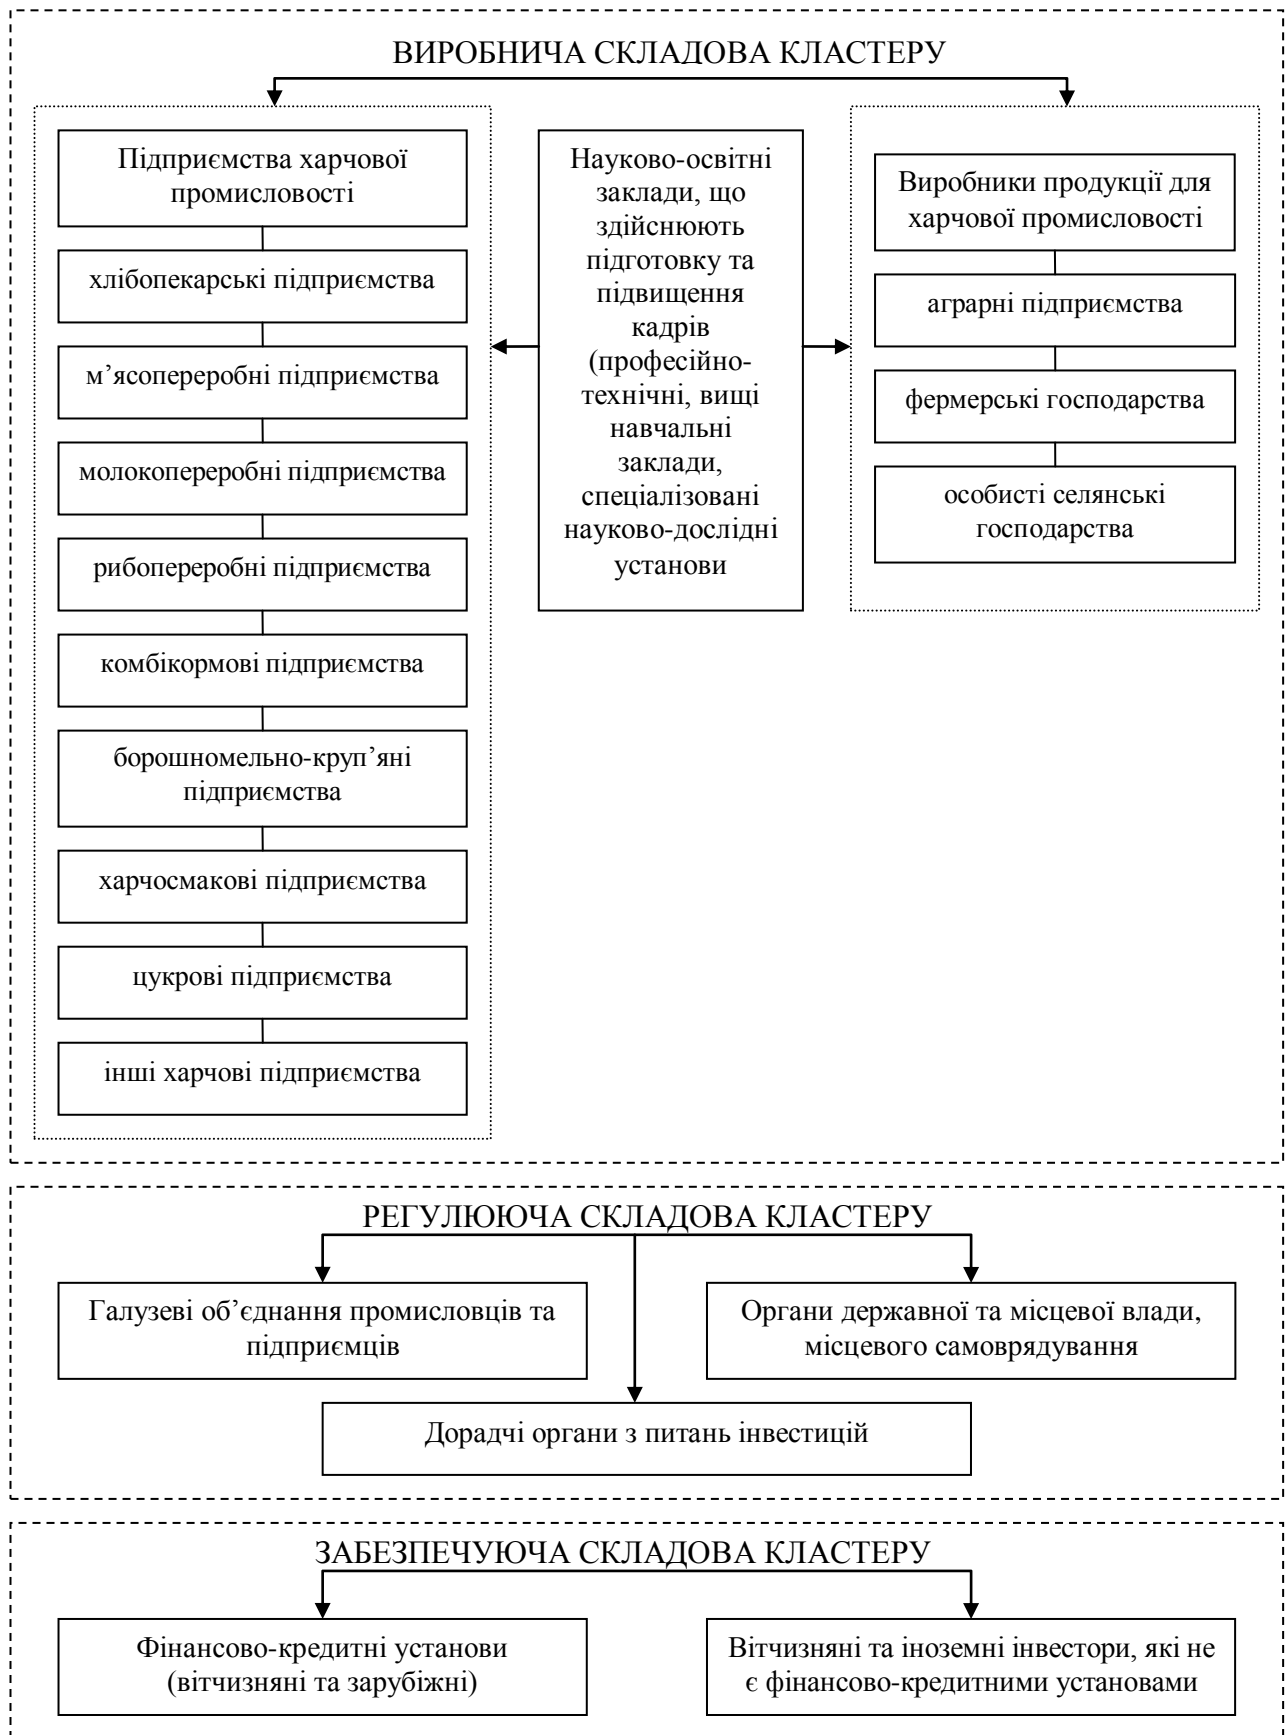 ВИРОБНИЧА СКЛАДОВА КЛАСТЕРУ
Підприємства харчової
промисловості
хлібопекарські підприємства
м’ясопереробні підприємства
молокопереробні підприємства
рибопереробні підприємства
комбікормові підприємства
борошномельно-круп’яні
підприємства
харчосмакові підприємства
цукрові підприємства
інші харчові підприємства
Науково-освітні
заклади, що
здійснюють
підготовку та
підвищення
кадрів
(професійно-
технічні, вищі
навчальні
заклади,
спеціалізовані
науково-дослідні
установи
Виробники продукції для
харчової промисловості
аграрні підприємства
фермерські господарства
особисті селянські
господарства
РЕГУЛЮЮЧА СКЛАДОВА КЛАСТЕРУ
Галузеві об’єднання промисловців та
підприємців
Органи державної та місцевої влади,
місцевого самоврядування
Дорадчі органи з питань інвестицій
ЗАБЕЗПЕЧУЮЧА СКЛАДОВА КЛАСТЕРУ
Фінансово-кредитні установи
(вітчизняні та зарубіжні)
Вітчизняні та іноземні інвестори, які не
є фінансово-кредитними установами